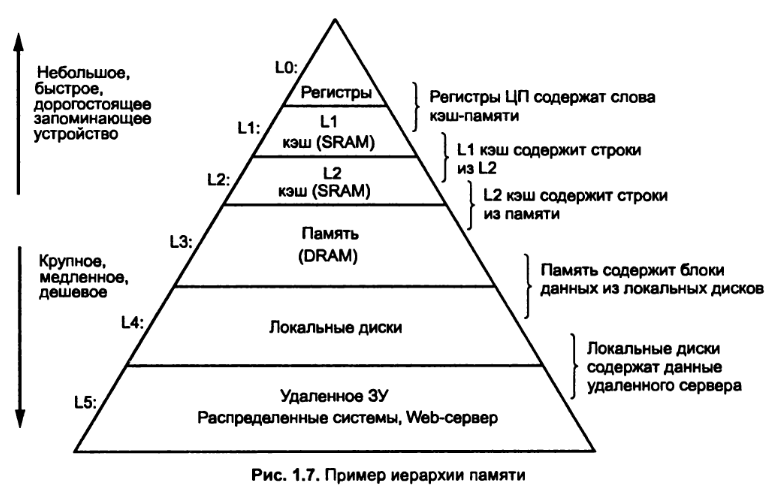 Небольшое,
быстрое,
дорогостоящее
запоминающее
устройство
Крупное,
медленное,
дешевое
L0:
Регистры
L1:
L1
кэш (SRAM)
L2:
L2
кэш (SRAM)
L3:
Память
(DRAM)
L4:
Локальные диски
L5:
Удаленное ЗУ
Распределенные системы, Web-сервер
Регистры ЦП содержат слова
кэш-памяти
L1 кэш содержит строки
из L2
L2 кэш содержит строки
из памяти
Память содержит блоки
данных из локальных дисков
Локальные диски
содержат данные
удаленного сервера
Рис. 1.7. Пример иерархии памяти